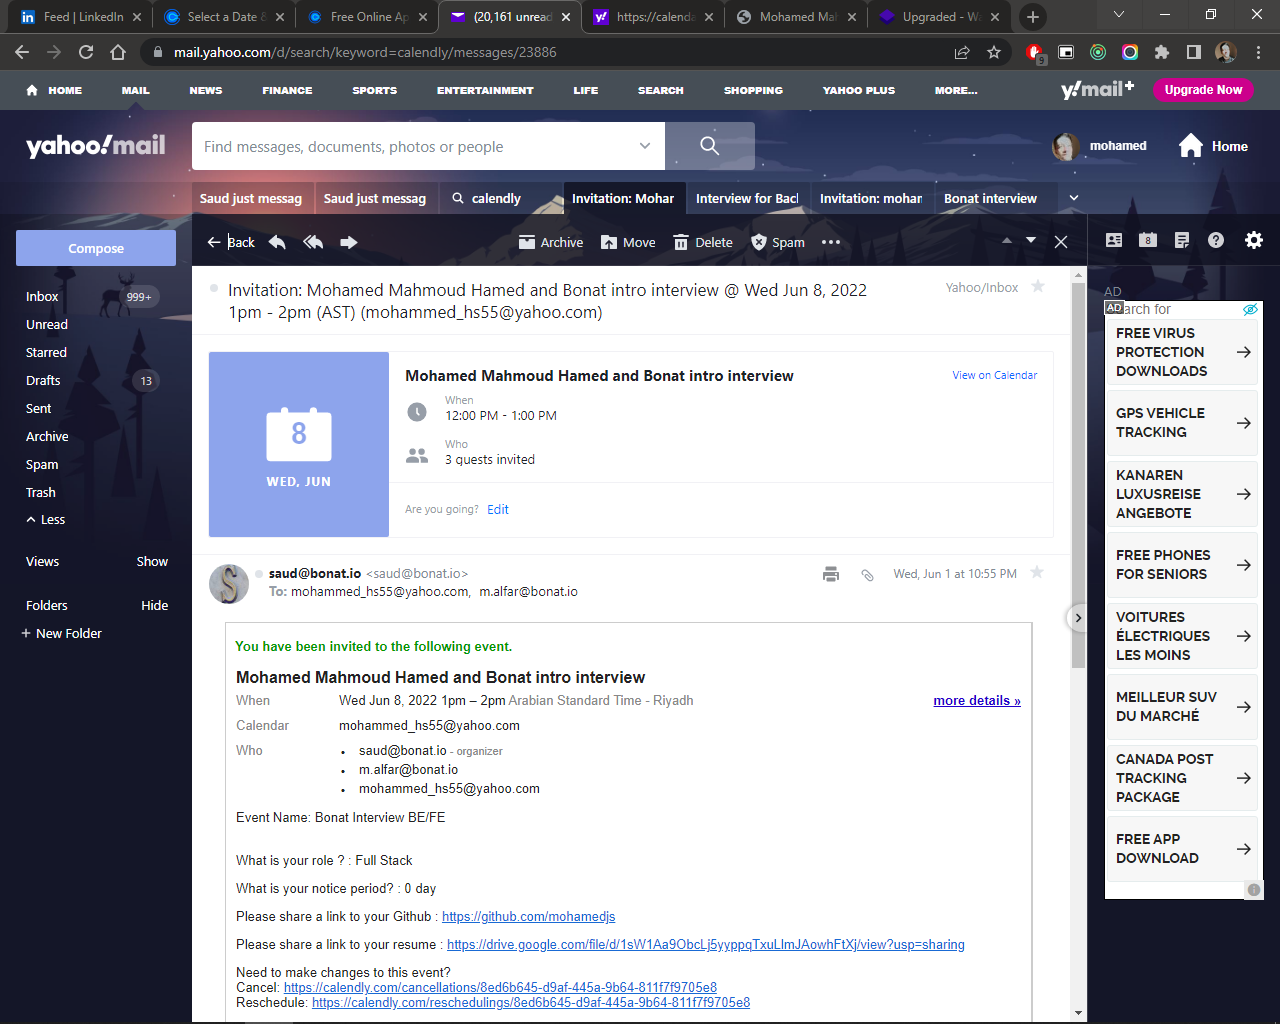 Feed | LinkedIn
Select a Date &
Free Online Ap
(20,161 unread
https://calenda
Mohamed Mah
Upgraded - Wa
mail.yahoo.com/d/search/keyword=calendly/messages/23886
9
HOME MAIL NEWS FINANCE SPORTS ENTERTAINMENT LIFE SEARCH SHOPPING YAHOO PLUS MORE...
y!mail+
Upgrade Now
yahoo!mail
Find messages, documents, photos or people
mohamed
Home
Saud just messag
Saud just messag
calendly
Invitation: Mohar
Interview for Bacl
Invitation: mohar
Bonat interview
Compose
Back
Archive
Move
Delete
Spam
8
Inbox 999+
Unread
Starred
Drafts 13
Sent
Archive
Spam
Trash
Less
Views Show
Folders Hide
+ New Folder
Invitation: Mohamed Mahmoud Hamed and Bonat intro interview @ Wed Jun 8, 2022
1pm - 2pm (AST) (mohammed_hs55@yahoo.com)
Yahoo/Inbox
8
WED, JUN
Mohamed Mahmoud Hamed and Bonat intro interview
View on Calendar
When
12:00 PM - 1:00 PM
Who
3 guests invited
Are you going? Edit
saud@bonat.io <saud@bonat.io>
Wed, Jun 1 at 10:55 PM
To: mohammed_hs55@yahoo.com, m.alfar@bonat.io
You have been invited to the following event.
Mohamed Mahmoud Hamed and Bonat intro interview
When Wed Jun 8, 2022 1pm – 2pm Arabian Standard Time - Riyadh
more details »
Calendar mohammed_hs55@yahoo.com
Who • saud@bonat.io - organizer
• m.alfar@bonat.io
• mohammed_hs55@yahoo.com
Event Name: Bonat Interview BE/FE
What is your role ? : Full Stack
What is your notice period? : 0 day
Please share a link to your Github : https://github.com/mohamedjs
Please share a link to your resume : https://drive.google.com/file/d/1sW1Aa9ObcLj5yyppqTxuLlmJAowhFtXj/view?usp=sharing
Need to make changes to this event?
Cancel: https://calendly.com/cancellations/8ed6b645-d9af-445a-9b64-811f7f9705e8
Reschedule: https://calendly.com/reschedulings/8ed6b645-d9af-445a-9b64-811f7f9705e8
AD
AD
earch for
FREE VIRUS
PROTECTION
DOWNLOADS
GPS VEHICLE
TRACKING
KANAREN
LUXUSREISE
ANGEBOTE
FREE PHONES
FOR SENIORS
VOITURES
ÉLECTRIQUES
LES MOINS
MEILLEUR SUV
DU MARCHÉ
CANADA POST
TRACKING
PACKAGE
FREE APP
DOWNLOAD